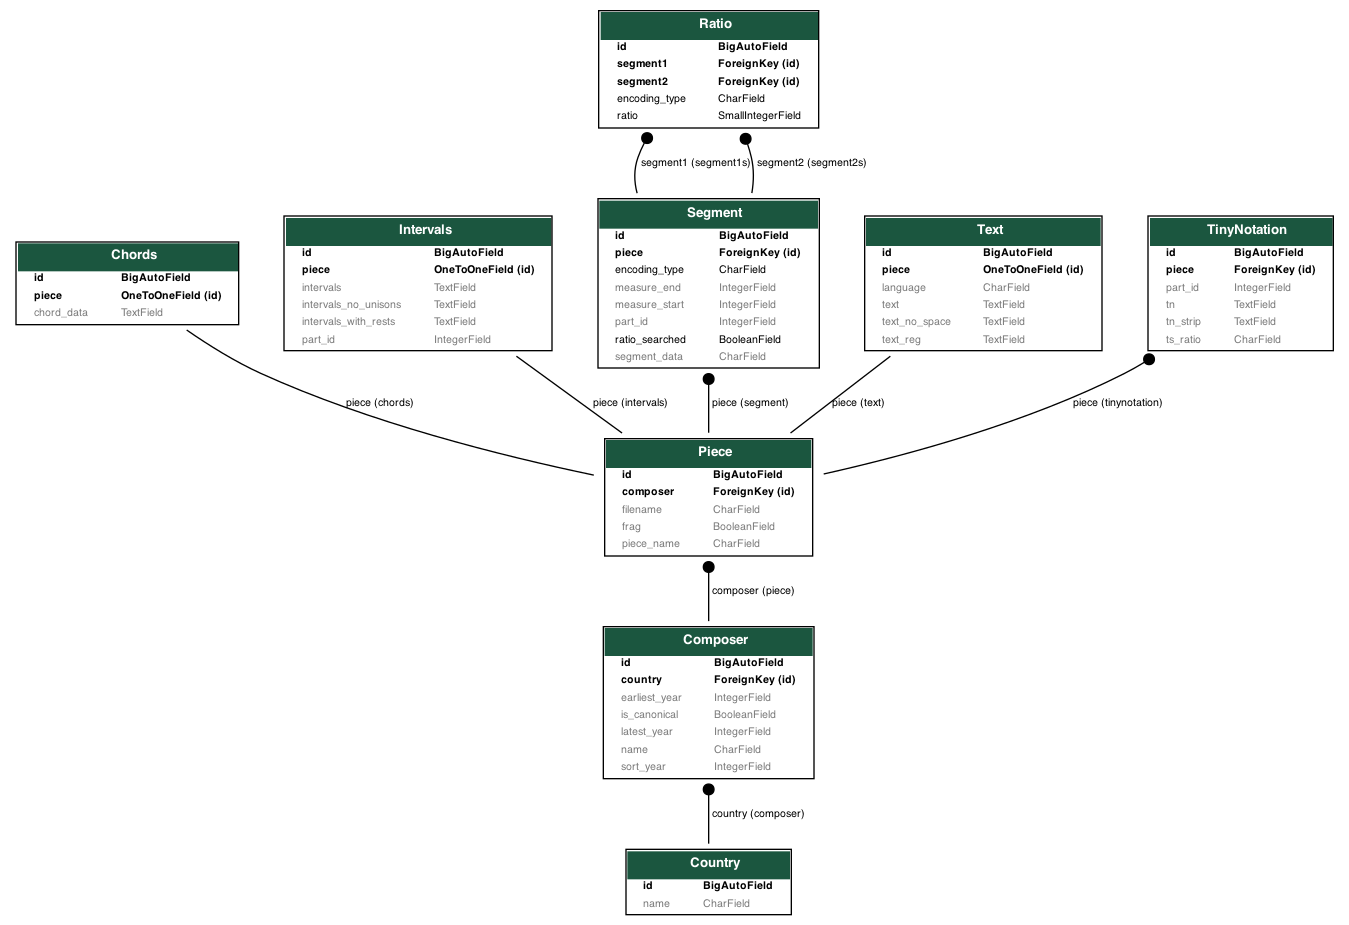 Ratio
id BigAutoField
segment1 ForeignKey (id)
segment2 ForeignKey (id)
encoding_type CharField
ratio SmallIntegerField
segment1 (segment1s) segment2 (segment2s)
Chords
id BigAutoField
piece OneToOneField (id)
chord_data TextField
Intervals
id BigAutoField
piece OneToOneField (id)
intervals TextField
intervals_no_unisons TextField
intervals_with_rests TextField
part_id IntegerField
Segment
id BigAutoField
piece ForeignKey (id)
encoding_type CharField
measure_end IntegerField
measure_start IntegerField
part_id IntegerField
ratio_searched BooleanField
segment_data CharField
Text
id BigAutoField
piece OneToOneField (id)
language CharField
text TextField
text_no_space TextField
text_reg TextField
TinyNotation
id BigAutoField
piece ForeignKey (id)
part_id IntegerField
tn TextField
tn_strip TextField
ts_ratio CharField
piece (chords) piece (intervals) piece (segment) piece (text) piece (tinynotation)
Piece
id BigAutoField
composer ForeignKey (id)
filename CharField
frag BooleanField
piece_name CharField
composer (piece)
Composer
id BigAutoField
country ForeignKey (id)
earliest_year IntegerField
is_canonical BooleanField
latest_year IntegerField
name CharField
sort_year IntegerField
country (composer)
Country
id BigAutoField
name CharField